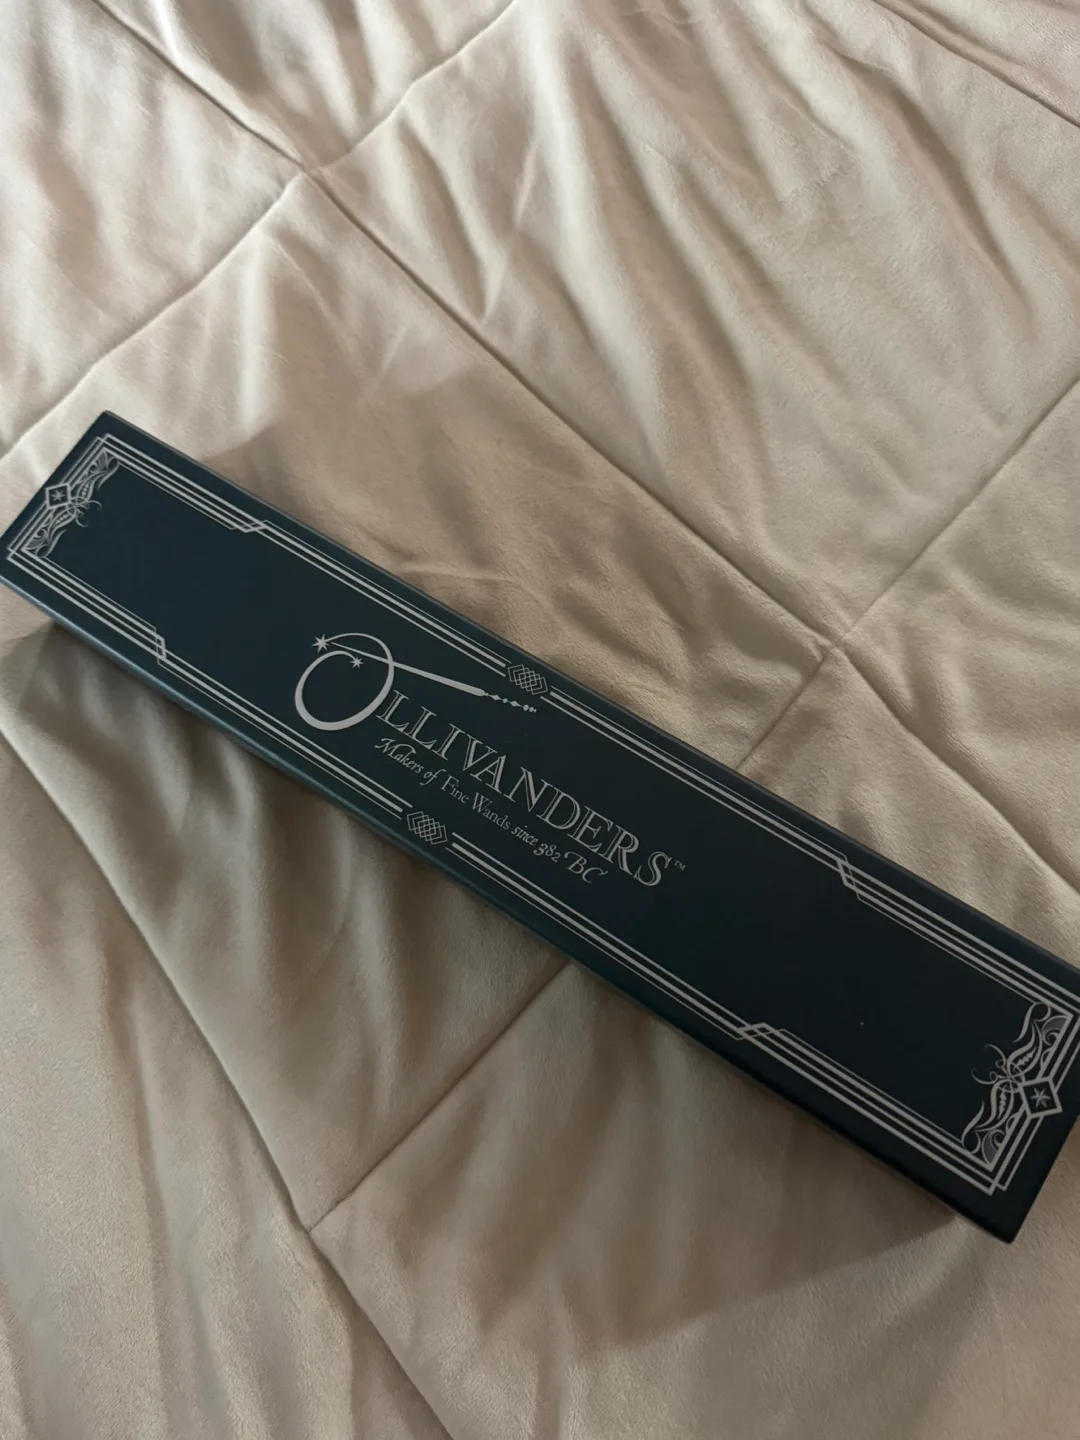 OLLIVANDERS™
Makers of Fine Wands since 382 BC